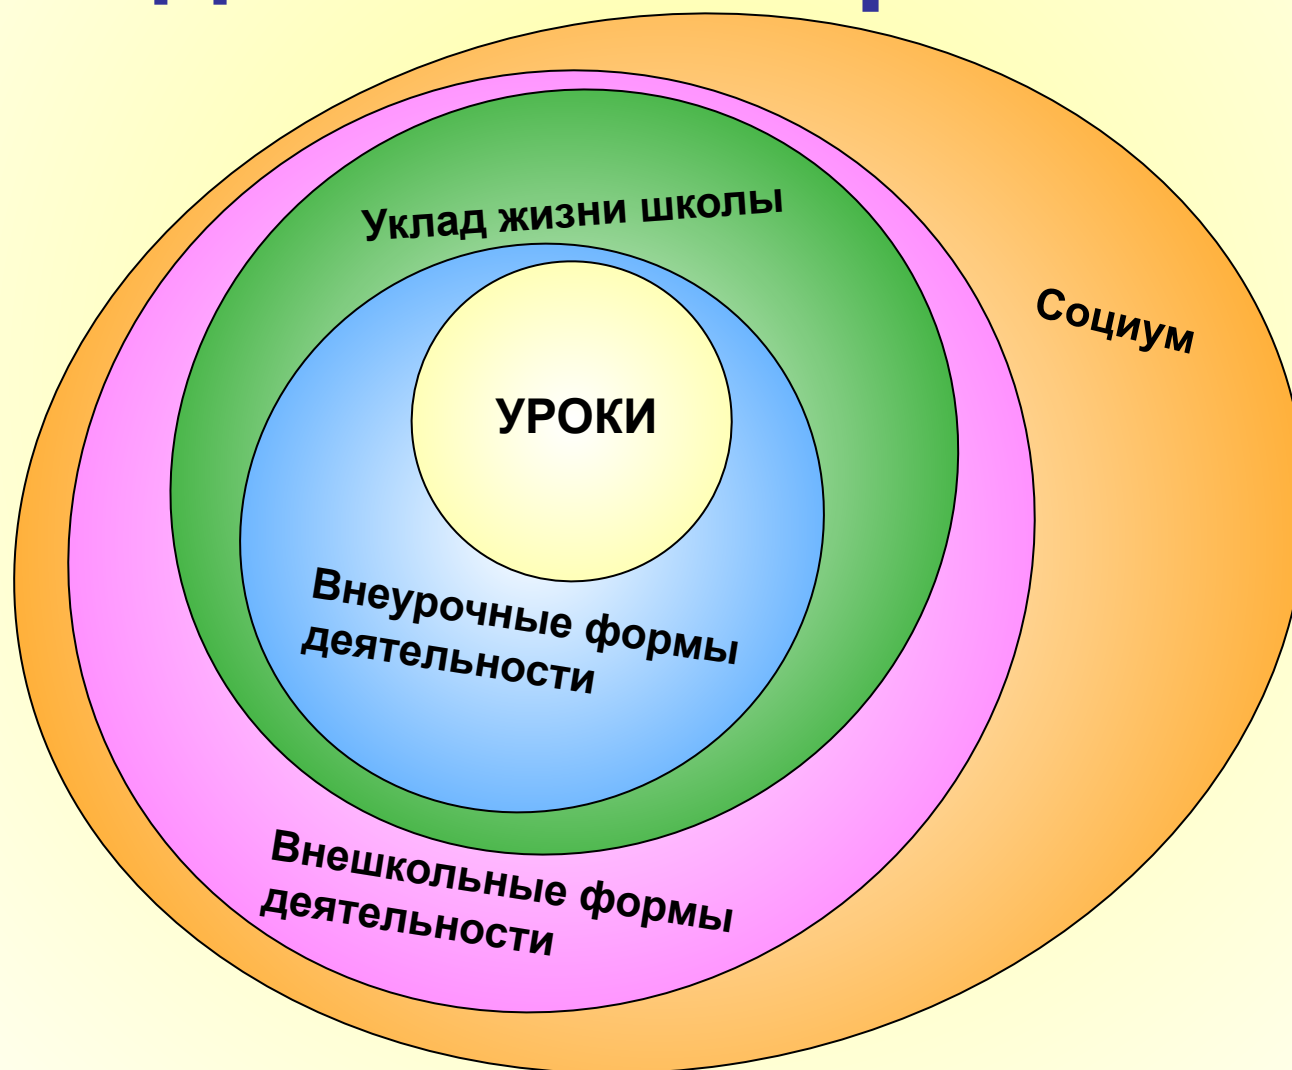 Уклад жизни школы
Социум
УРОКИ
Внеурочные формы
деятельности
Внешкольные формы
деятельности